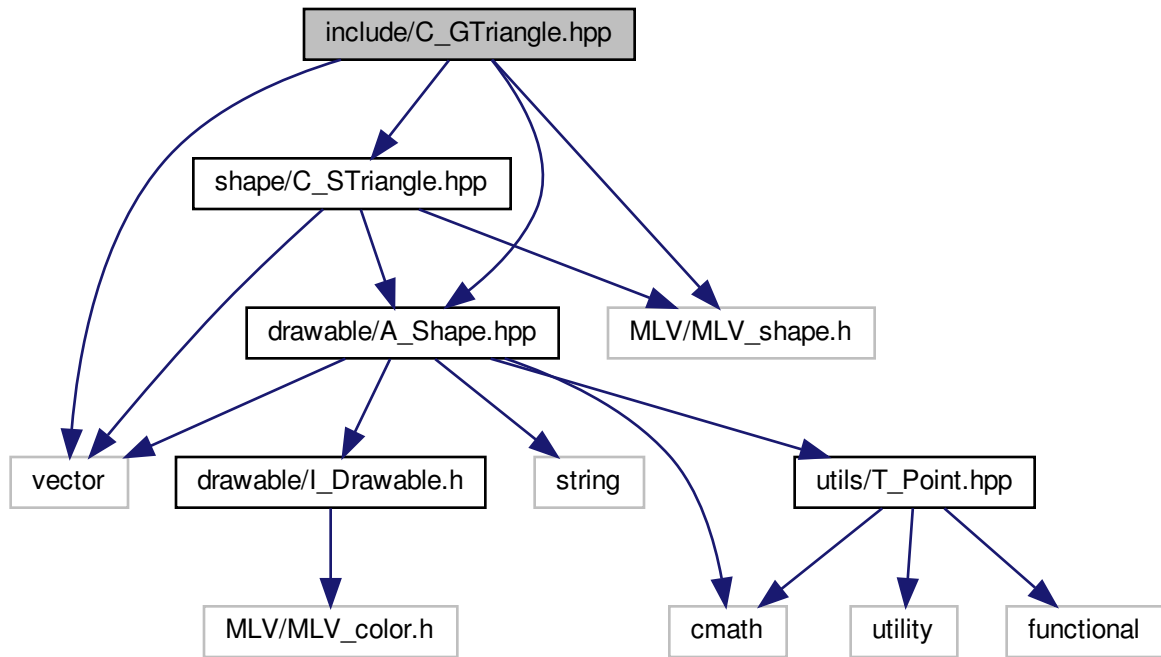 include/C_GTriangle.hpp
shape/C_STriangle.hpp
drawable/A_Shape.hpp
MLV/MLV_shape.h
vector
drawable/I_Drawable.h
string
utils/T_Point.hpp
MLV/MLV_color.h
cmath
utility
functional